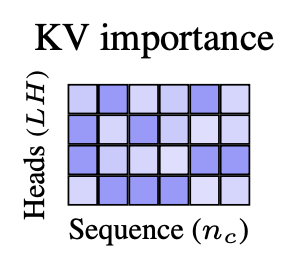 KV importance
Heads (LH)
Sequence (n_c)